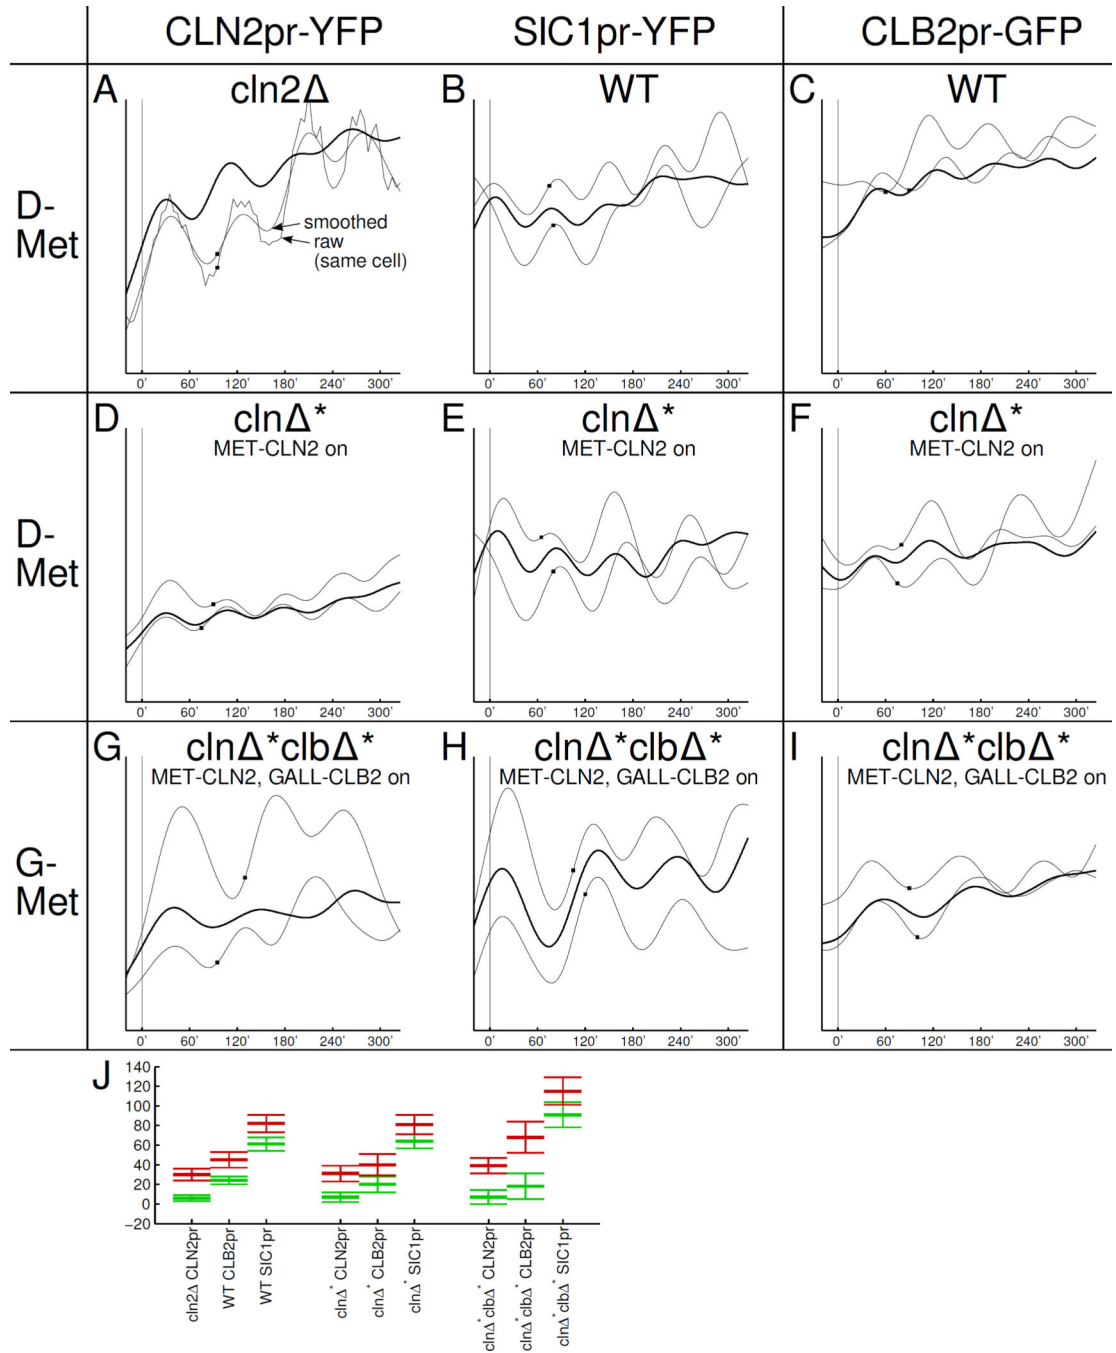 CLN2pr-YFP SIC1pr-YFP CLB2pr-GFP
D-
Met
A cln2Δ
smoothed
raw
(same cell)
0' 60' 120' 180' 240' 300'
B WT
0' 60' 120' 180' 240' 300'
C WT
0' 60' 120' 180' 240' 300'
D-
Met
D clnΔ*
MET-CLN2 on
0' 60' 120' 180' 240' 300'
E clnΔ*
MET-CLN2 on
0' 60' 120' 180' 240' 300'
F clnΔ*
MET-CLN2 on
0' 60' 120' 180' 240' 300'
G-
Met
G clnΔ*clbΔ*
MET-CLN2, GALL-CLB2 on
0' 60' 120' 180' 240' 300'
H clnΔ*clbΔ*
MET-CLN2, GALL-CLB2 on
0' 60' 120' 180' 240' 300'
I clnΔ*clbΔ*
MET-CLN2, GALL-CLB2 on
0' 60' 120' 180' 240' 300'
J
140
120
100
80
60
40
20
0
−20
cln2Δ CLN2pr
WT CLB2pr
WT SIC1pr
clnΔ* CLN2pr
clnΔ* CLB2pr
clnΔ* SIC1pr
clnΔ* clbΔ* CLN2pr
clnΔ* clbΔ* CLB2pr
clnΔ* clbΔ* SIC1pr